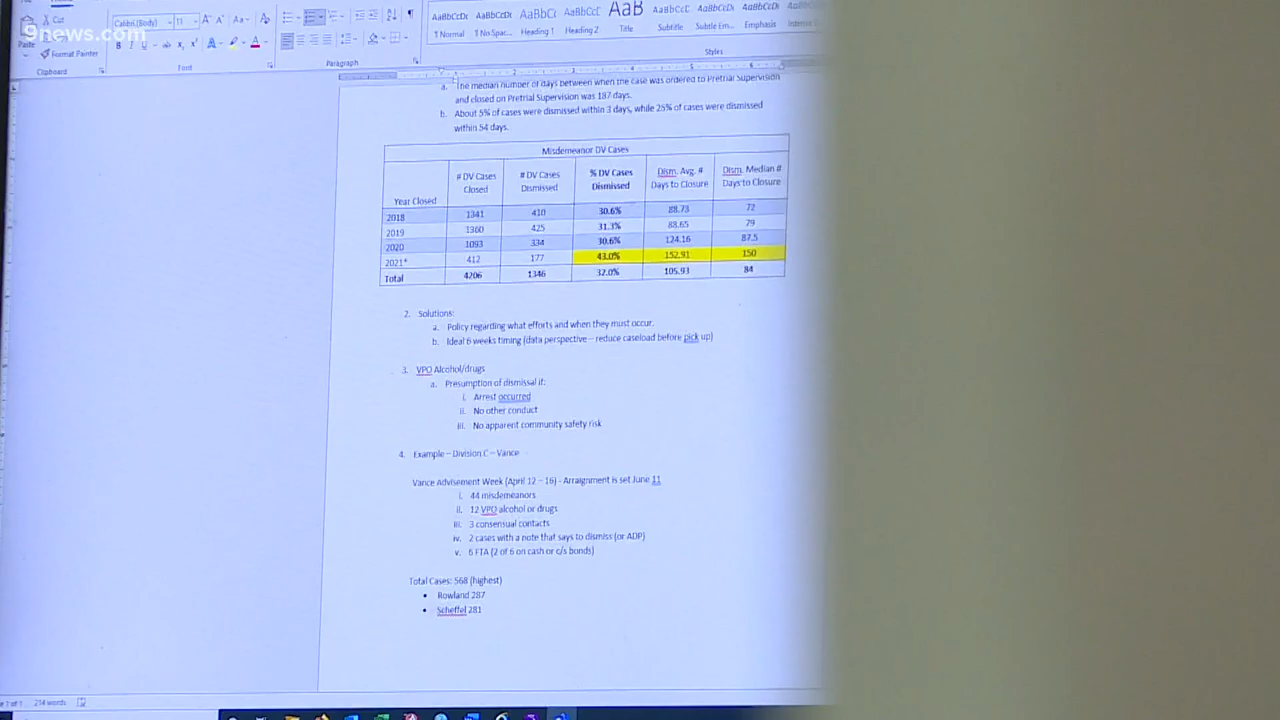 9news.com
Cut
Paste
Format Painter
Clipboard
Calibri (Body)
11
Font
Paragraph
AaBbCcDc AaBbCcDc AaBbC( AaBbCcC AaB AaBbCcC AaBbCcDi AaBbCcDi
¶ Normal ¶ No Spac... Heading 1 Heading 2 Title Subtitle Subtle Em... Emphasis
Styles
a. The median number of days between when the case was ordered to Pretrial Supervision
and closed on Pretrial Supervision was 187 days.
b. About 5% of cases were dismissed within 3 days, while 25% of cases were dismissed
within 54 days.
Misdemeanor DV Cases
Year Closed # DV Cases Closed # DV Cases Dismissed % DV Cases Dismissed Dism. Avg. # Days to Closure Dism. Median # Days to Closure
2018 1341 410 30.6% 88.73 72
2019 1360 425 31.3% 88.65 79
2020 1093 334 30.6% 124.16 87.5
2021* 412 177 43.0% 152.91 150
Total 4206 1346 32.0% 105.93 84
2. Solutions:
a. Policy regarding what efforts and when they must occur.
b. Ideal 6 weeks timing (data perspective – reduce caseload before pick up)
3. VPO Alcohol/drugs
a. Presumption of dismissal if:
i. Arrest occurred
ii. No other conduct
iii. No apparent community safety risk
4. Example – Division C – Vance
Vance Advisement Week (April 12 – 16) - Arraignment is set June 11
i. 44 misdemeanors
ii. 12 VPO alcohol or drugs
iii. 3 consensual contacts
iv. 2 cases with a note that says to dismiss (or ADP)
v. 6 FTA (2 of 6 on cash or c/s bonds)
Total Cases: 568 (highest)
• Rowland 287
• Scheffel 281
1 of 1 214 words